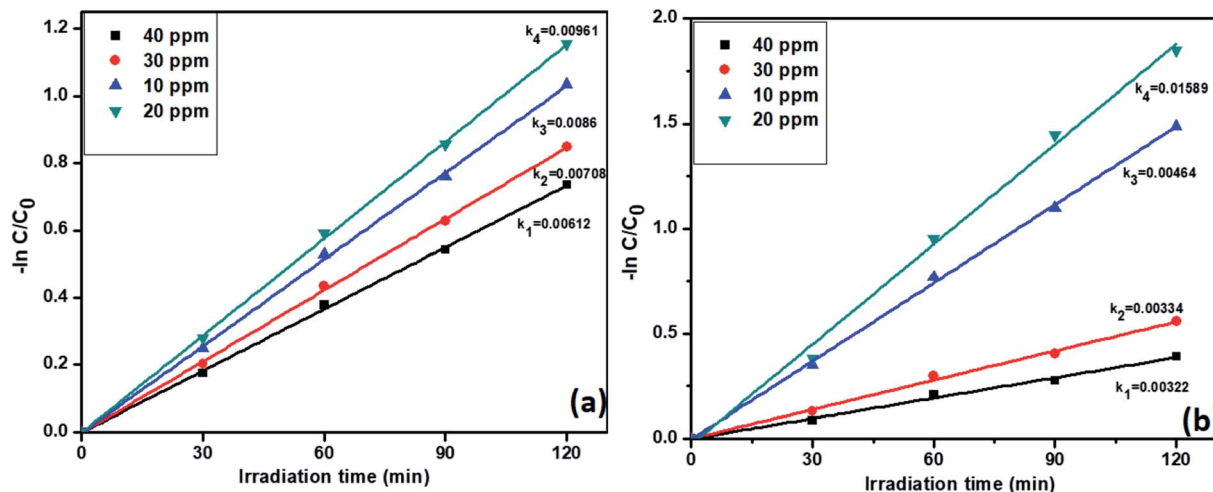 1.2
1.0
0.8
0.6
0.4
0.2
0.0
-ln C/C0
40 ppm
30 ppm
10 ppm
20 ppm
k4=0.00961
k3=0.0086
k2=0.00708
k1=0.00612
(a)
0 30 60 90 120
Irradiation time (min)
2.0
1.5
1.0
0.5
0.0
-ln C/C0
40 ppm
30 ppm
10 ppm
20 ppm
k4=0.01589
k3=0.00464
k2=0.00334
k1=0.00322
(b)
0 30 60 90 120
Irradiation time (min)